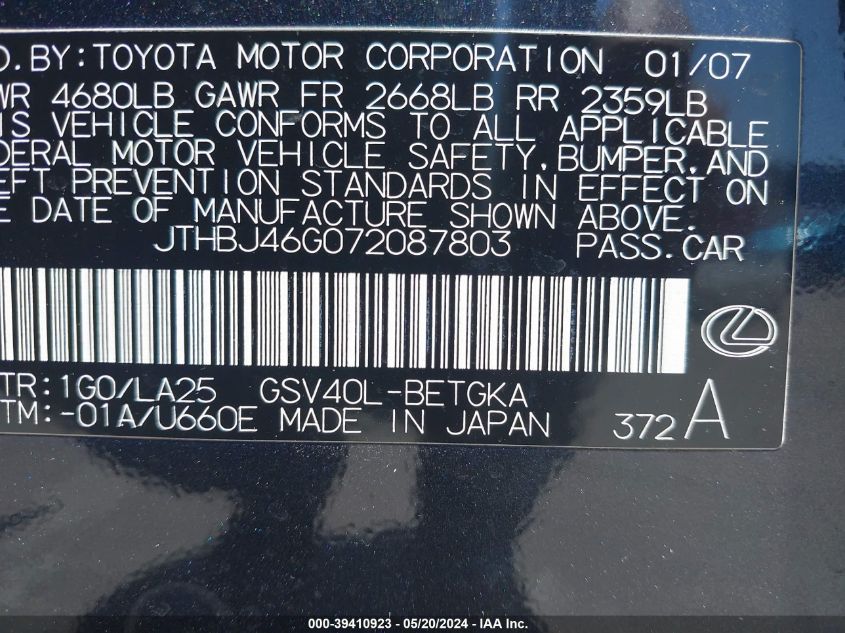 D. BY: TOYOTA MOTOR CORPORATION 01/07
WR 4680LB GAWR FR 2668LB RR 2359LB
IS VEHICLE CONFORMS TO ALL APPLICABLE
DERAL MOTOR VEHICLE SAFETY, BUMPER, AND
EFT PREVENTION STANDARDS IN EFFECT ON
E DATE OF MANUFACTURE SHOWN ABOVE.
JTHBJ46G072087803 PASS. CAR
TR: 1G0/LA25 GSV40L-BETGKA
TM: -01A/U660E MADE IN JAPAN 372 A
000-39410923 - 05/20/2024 - IAA Inc.